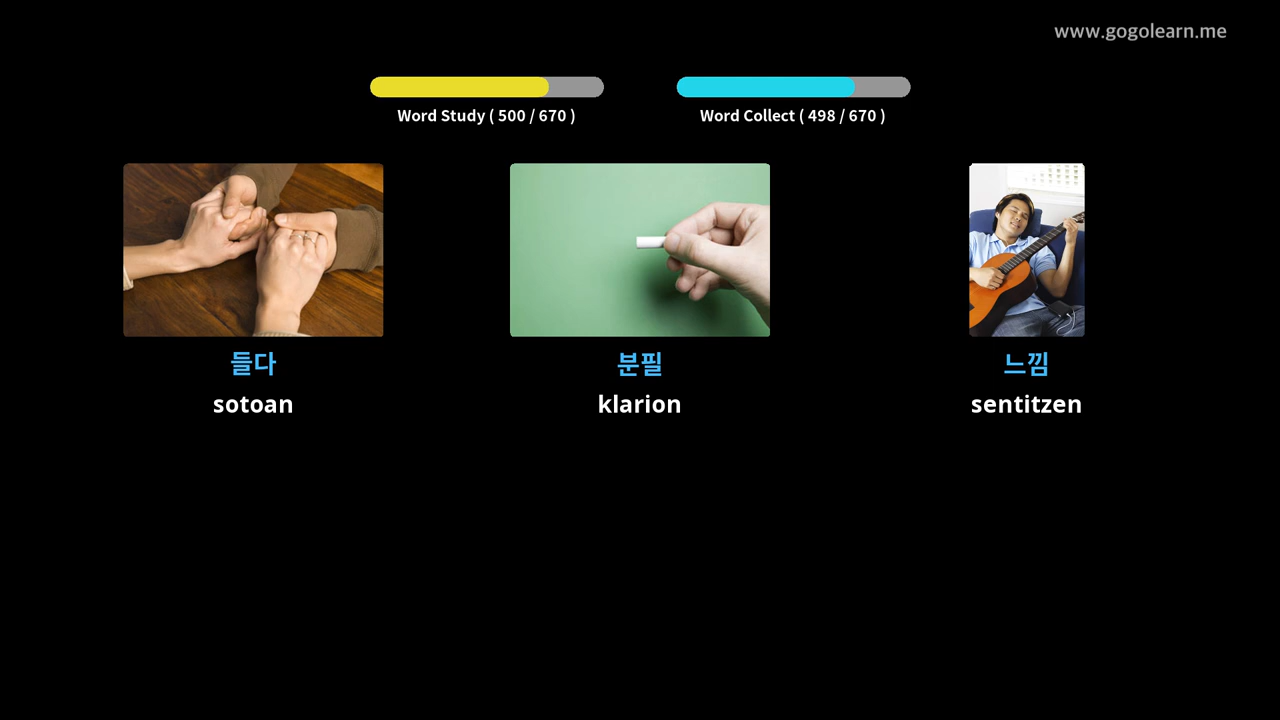 www.gogolearn.me
Word Study ( 500 / 670 )
Word Collect ( 498 / 670 )
들다
분필
느낌
sotoan
klarion
sentitzen